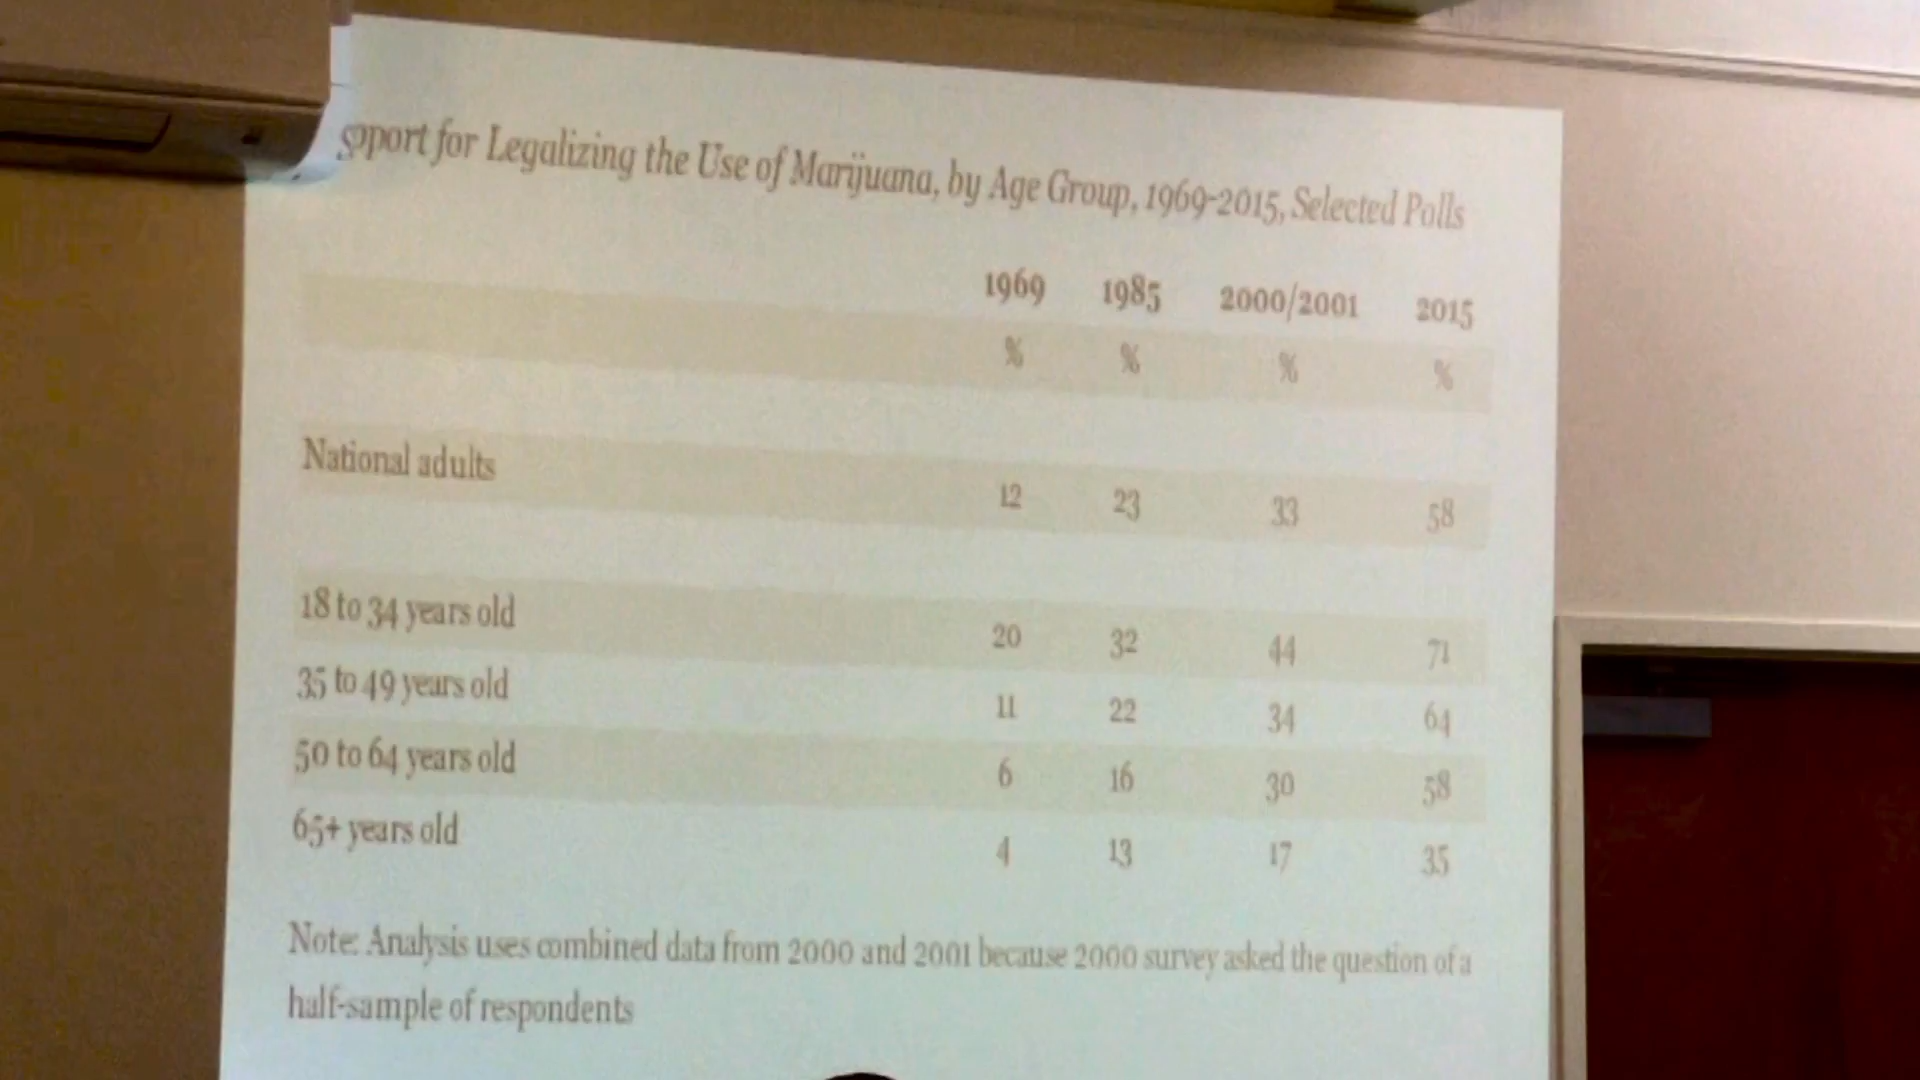 for Legalizing the Use of Marijuana, by Age Group, 1969-2015, Selected Polls
1969 1985 2000/2001 2015
% % % %
National adults 12 23 33 58
18 to 34 years old 20 32 44 71
35 to 49 years old 11 22 34 64
50 to 64 years old 6 16 30 58
65+ years old 4 13 17 35
Note: Analysis uses combined data from 2000 and 2001 because 2000 survey asked the question of a
half-sample of respondents